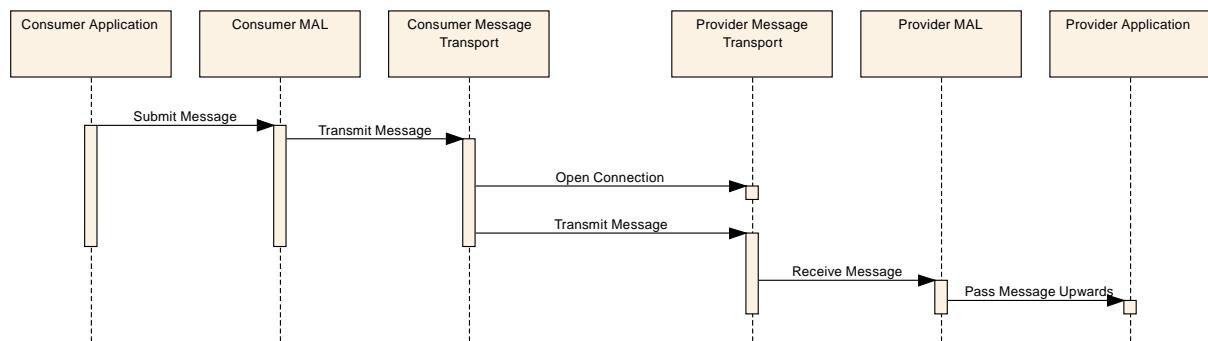 Consumer Application
Consumer MAL
Consumer Message
Transport
Provider Message
Transport
Provider MAL
Provider Application
Submit Message
Transmit Message
Open Connection
Transmit Message
Receive Message
Pass Message Upwards